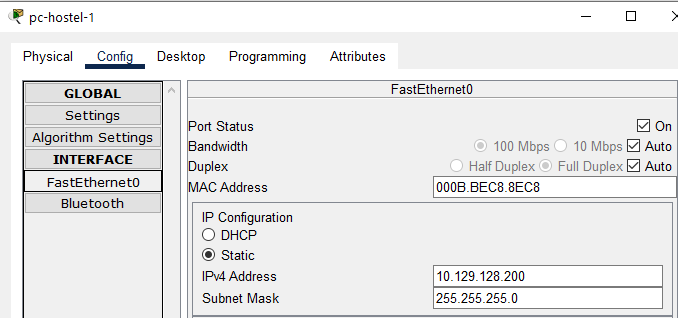 pc-hostel-1
Physical Config Desktop Programming Attributes
GLOBAL
Settings
Algorithm Settings
INTERFACE
FastEthernet0
Bluetooth
FastEthernet0
Port Status On
Bandwidth 100 Mbps 10 Mbps Auto
Duplex Half Duplex Full Duplex Auto
MAC Address 000B.BEC8.8EC8
IP Configuration
DHCP
Static
IPv4 Address 10.129.128.200
Subnet Mask 255.255.255.0